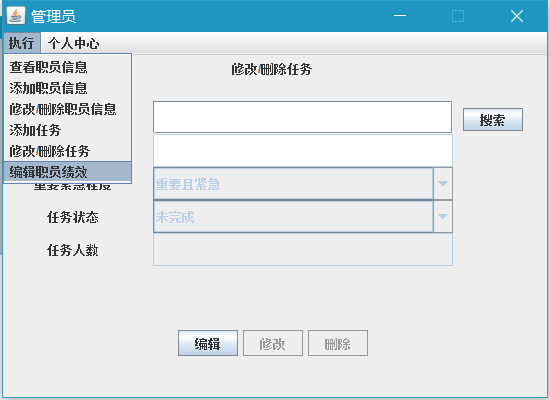 管理员
执行 个人中心
查看职员信息
添加职员信息
修改/删除职员信息
添加任务
修改/删除任务
编辑职员绩效
修改/删除任务
搜索
重要紧急程度
重要且紧急
任务状态
未完成
任务人数
编辑 修改 删除